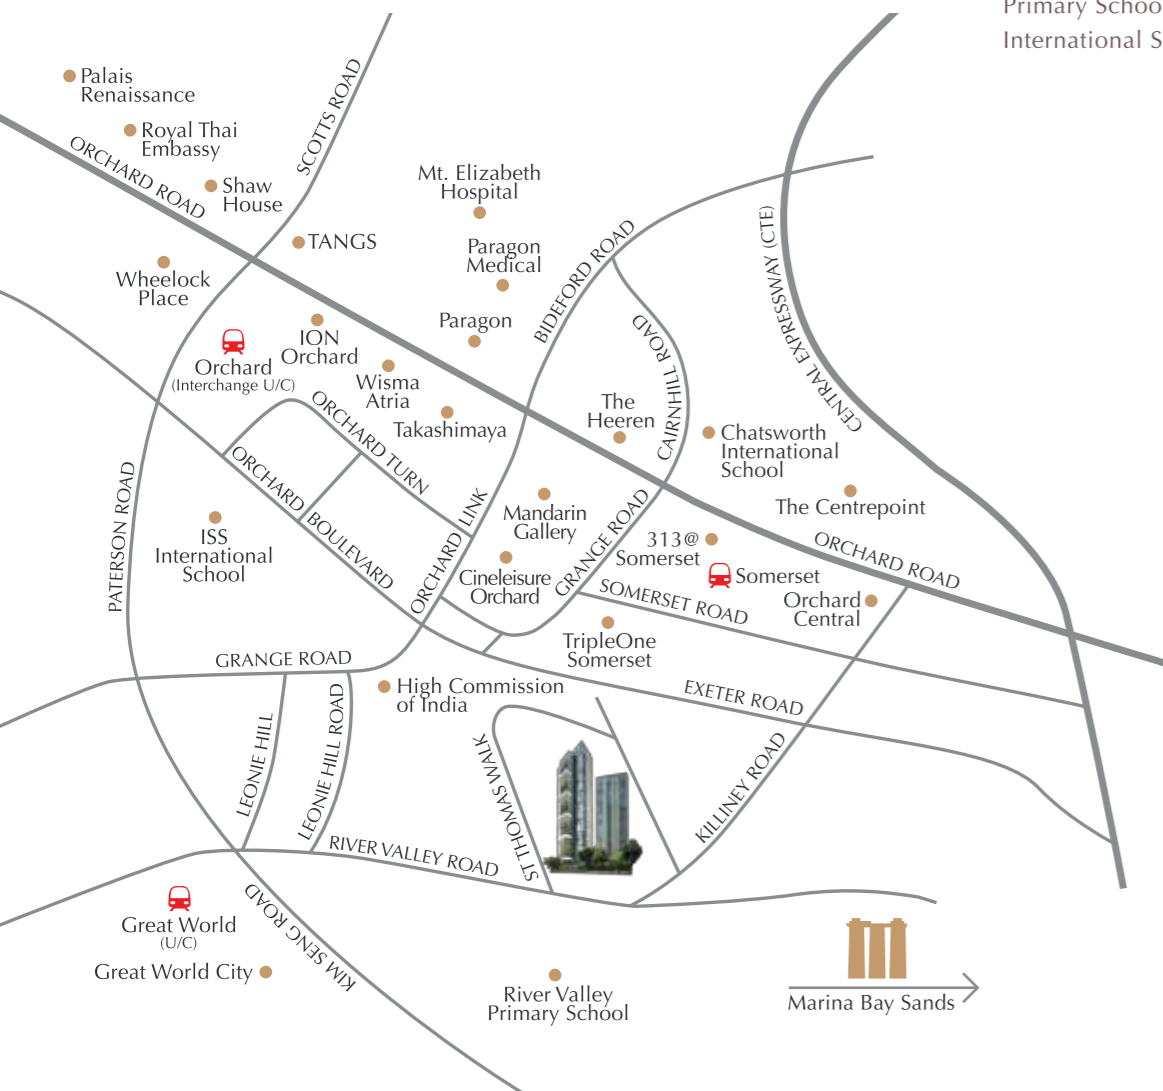 Primary Schoo
International S
Palais
Renaissance
Royal Thai
Embassy
SCOTTS ROAD
ORCHARD ROAD
Shaw
House
Mt. Elizabeth
Hospital
TANGS
Paragon
Medical
BIDEFORD ROAD
CENTRAL EXPRESSWAY (CTE)
Wheelock
Place
Paragon
CAIRNHILL ROAD
ION
Orchard
Orchard
(Interchange U/C)
Wisma
Atria
Takashimaya
The
Heeren
Chatsworth
International
School
ORCHARD TURN
ORCHARD BOULEVARD
ORCHARD LINK
The Centrepoint
PATERSON ROAD
ISS
International
School
Mandarin
Gallery
GRANGE ROAD
313@
Somerset
ORCHARD ROAD
Cineleisure
Orchard
Somerset
SOMERSET ROAD
Orchard
Central
TripleOne
Somerset
GRANGE ROAD
High Commission
of India
EXETER ROAD
LEONIE HILL
LEONIE HILL ROAD
ST THOMAS WALK
KILLINEY ROAD
RIVER VALLEY ROAD
KIM SENG ROAD
Great World
(U/C)
Great World City
River Valley
Primary School
Marina Bay Sands